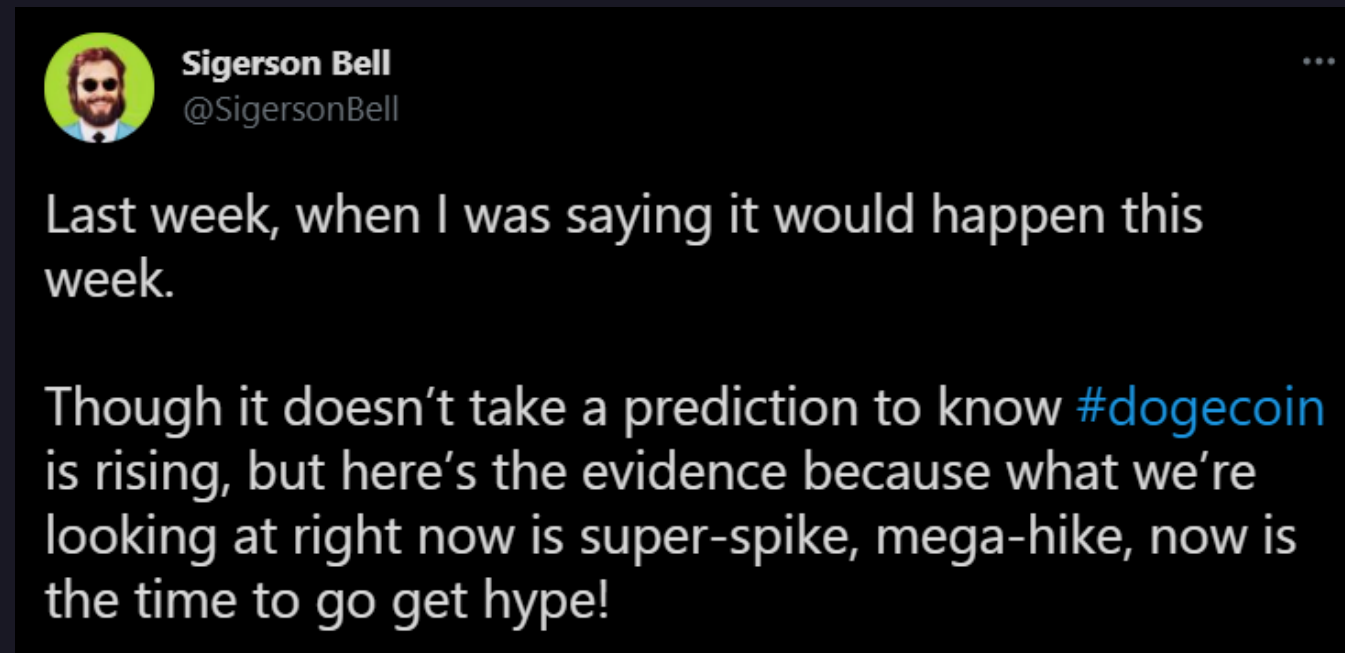 Sigerson Bell
@SigersonBell
Last week, when I was saying it would happen this
week.
Though it doesn’t take a prediction to know #dogecoin
is rising, but here’s the evidence because what we’re
looking at right now is super-spike, mega-hike, now is
the time to go get hype!